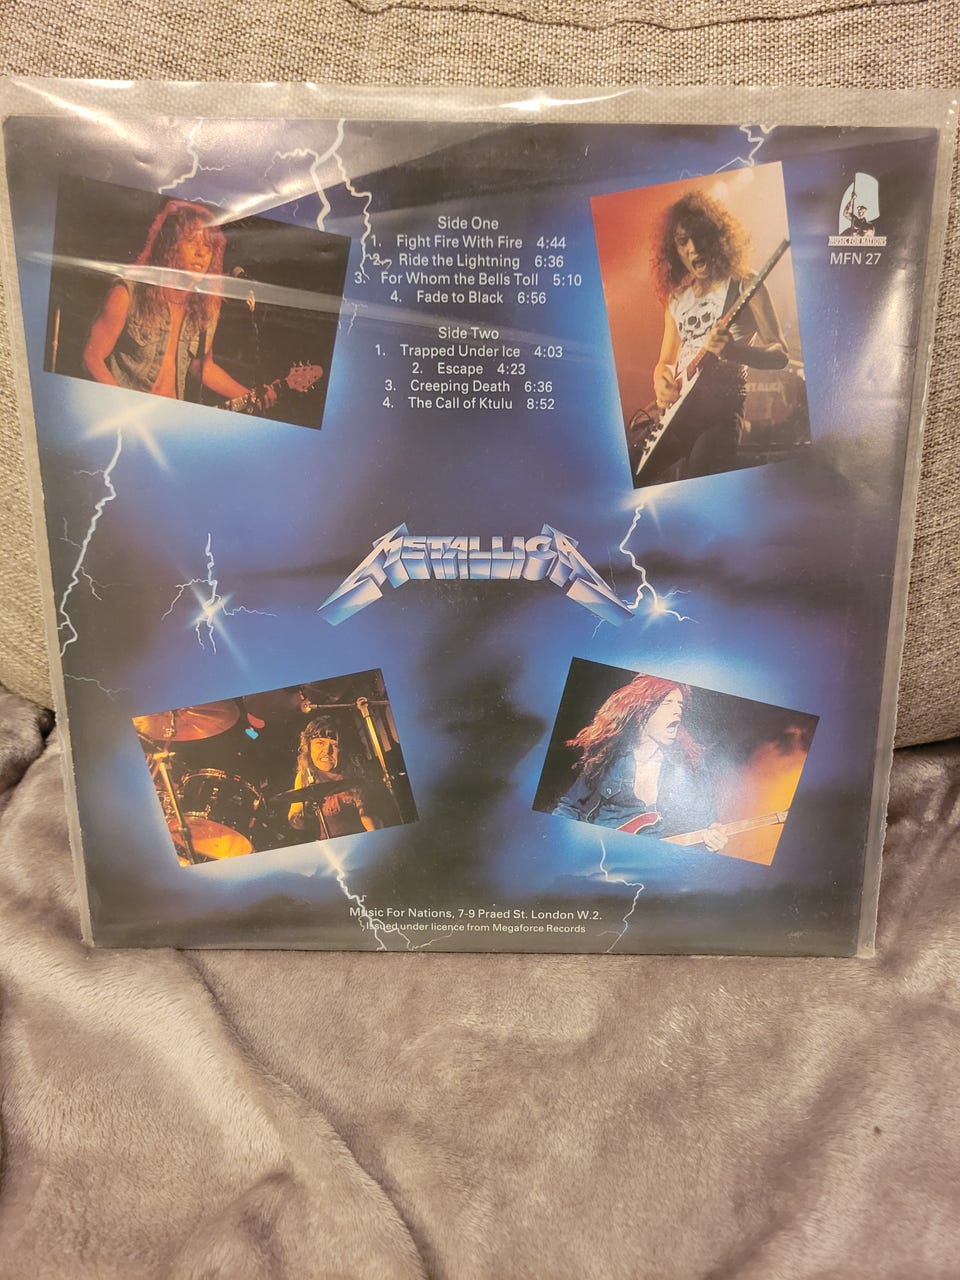 Side One
1. Fight Fire With Fire 4:44
2. Ride the Lightning 6:36
3. For Whom the Bells Toll 5:10
4. Fade to Black 6:56
Side Two
1. Trapped Under Ice 4:03
2. Escape 4:23
3. Creeping Death 6:36
4. The Call of Ktulu 8:52
MUSIC FOR NATIONS
MFN 27
METALLICA
Music For Nations, 7-9 Praed St. London W.2.
Issued under licence from Megaforce Records